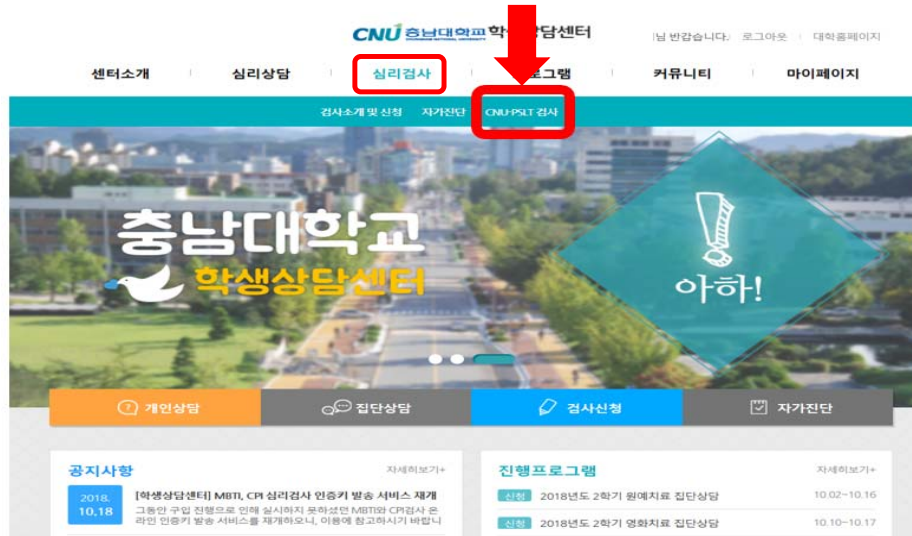 CNU 충남대학교 학생상담센터
님 반갑습니다. 로그아웃 대학홈페이지
센터소개 심리상담 심리검사 로그램 커뮤니티 마이페이지
검사소개 및 신청 자가진단 CNU-PSLT 검사
충남대학교
학생상담센터
아하!
개인상담 집단상담 검사신청 자가진단
공지사항 자세히보기+
2018.
10.18
[학생상담센터] MBTI, CPI 심리검사 인증키 발송 서비스 재개
그동안 구입 진행으로 인해 실시하지 못하셨던 MBTI와 CPI검사 온
라인 인증키 발송 서비스를 재개하오니, 이용에 참고하시기 바랍니
진행프로그램 자세히보기+
신청 2018년도 2학기 원예치료 집단상담 10.02~10.16
신청 2018년도 2학기 영화치료 집단상담 10.10~10.17